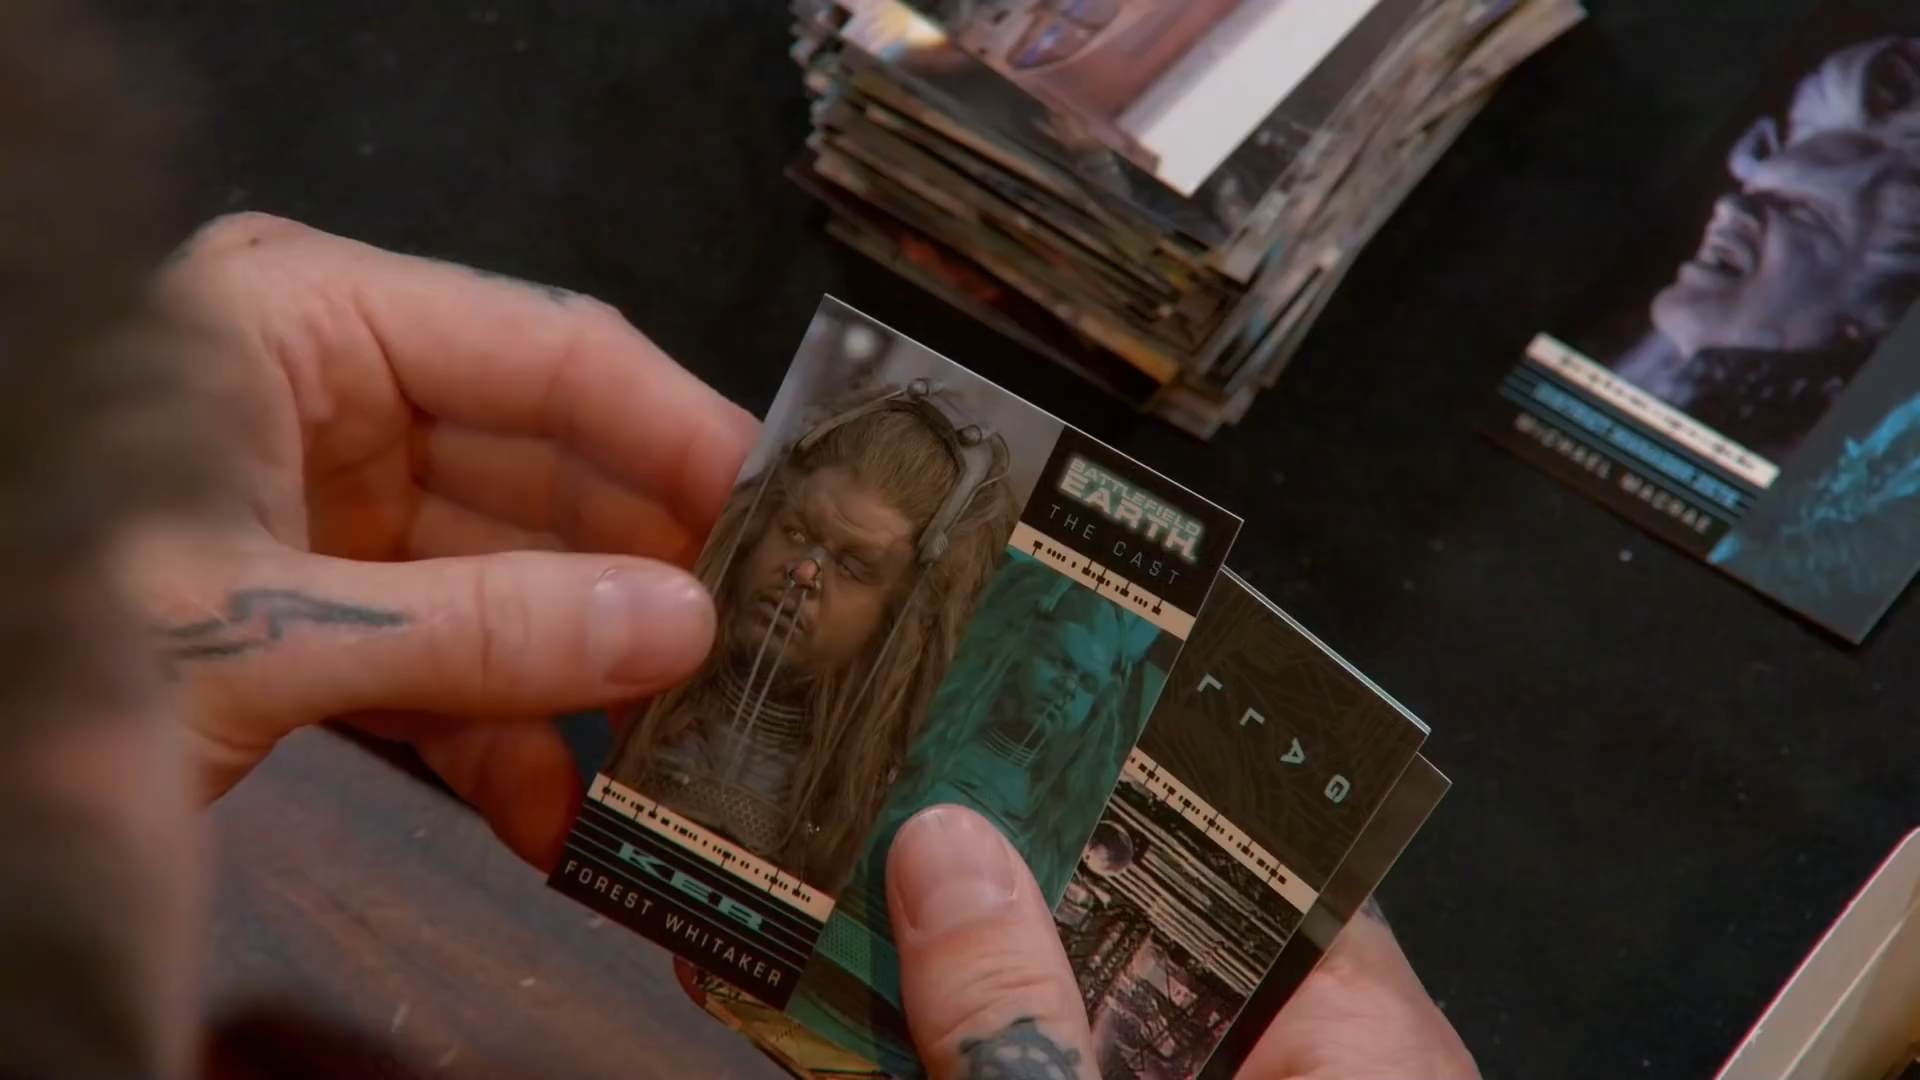 BATTLEFIELD
EARTH
THE CAST
KER
FOREST WHITAKER
MICHAEL MACRAE